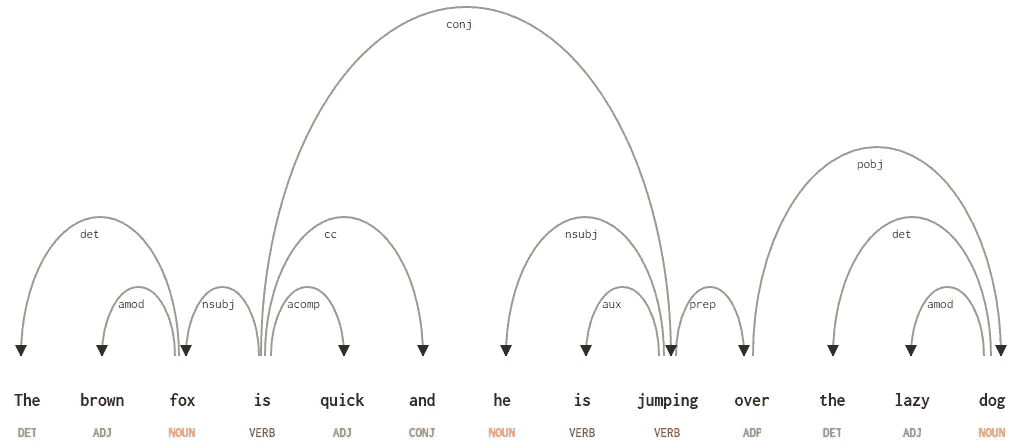 conj
pobj
det cc nsubj det
amod nsubj acomp aux prep amod
The brown fox is quick and he is jumping over the lazy dog
DET ADJ NOUN VERB ADJ CONJ NOUN VERB VERB ADP DET ADJ NOUN